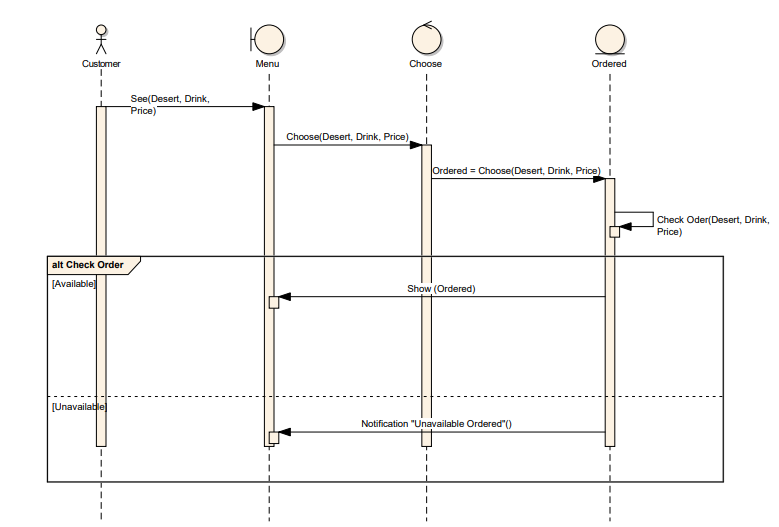 Customer
Menu
Choose
Ordered
See(Desert, Drink,
Price)
Choose(Desert, Drink, Price)
Ordered = Choose(Desert, Drink, Price)
Check Oder(Desert, Drink,
Price)
alt Check Order
[Available]
Show (Ordered)
[Unavailable]
Notification "Unavailable Ordered"()